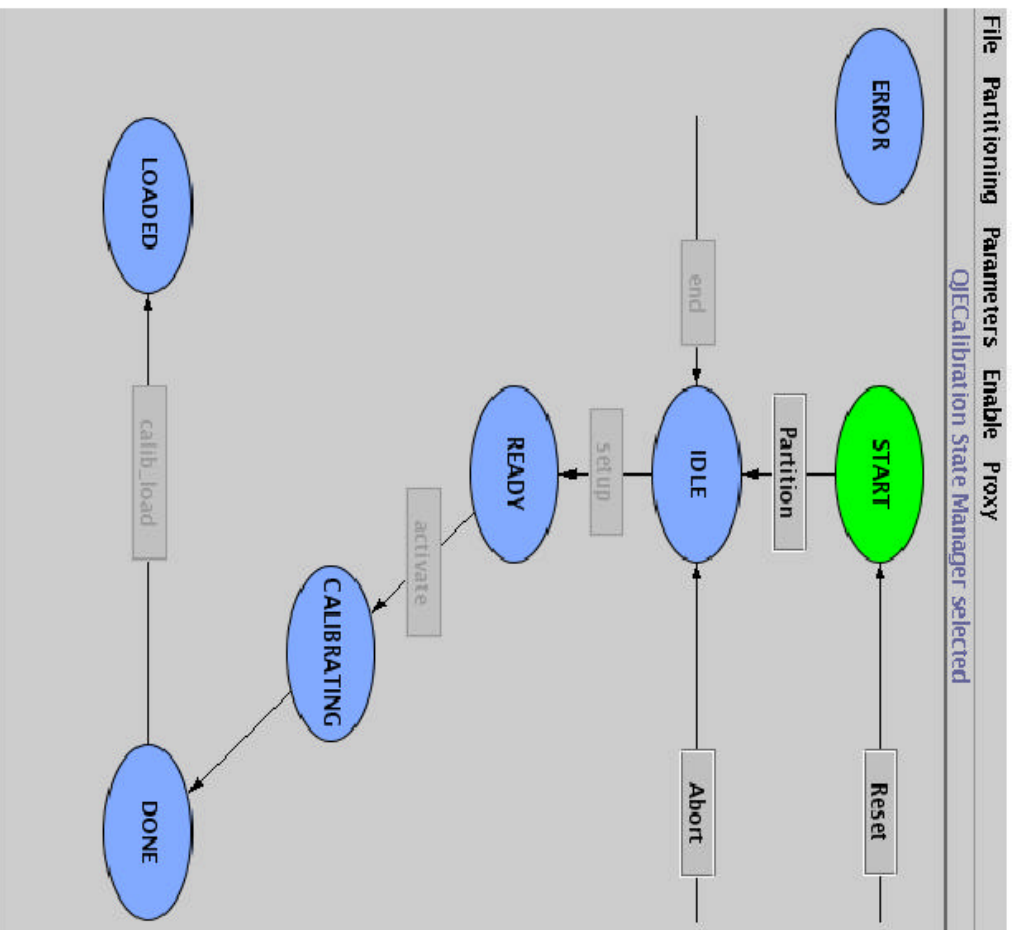 File Partitioning Parameters Enable Proxy
QJECalibration State Manager selected
ERROR
START
Reset
Partition
end
IDLE
Abort
setup
READY
activate
CALIBRATING
LOADED
calib_load
DONE